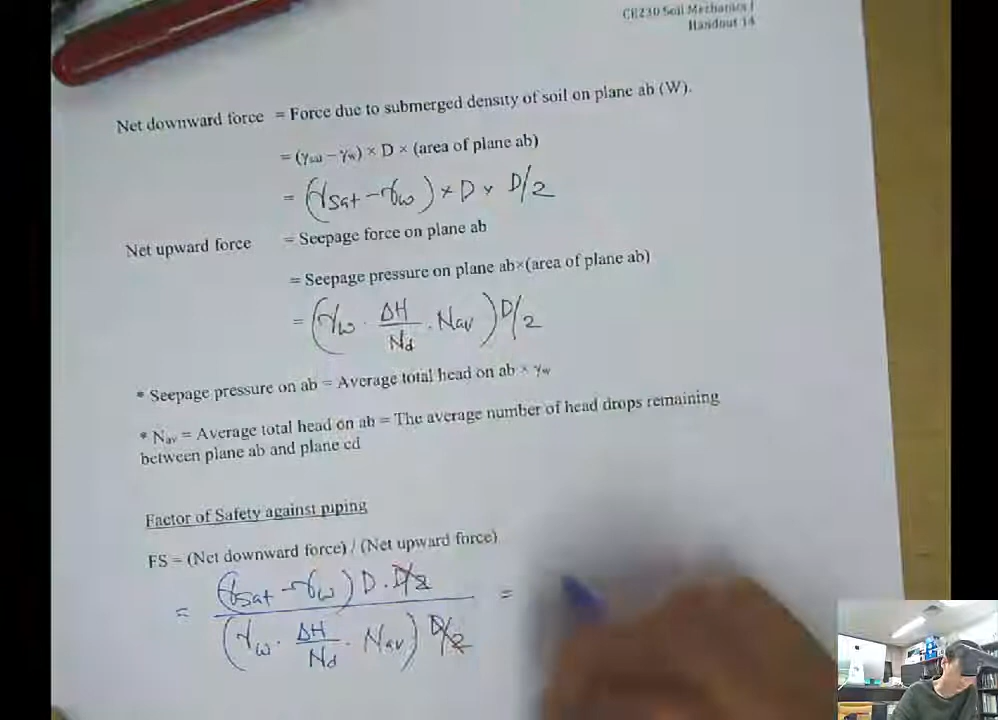 CE230 Soil Mechanics I
Handout 14
Net downward force = Force due to submerged density of soil on plane ab (W).
= (γsat − γw) × D × (area of plane ab)
= (γsat − γw) × D × D/2
Net upward force = Seepage force on plane ab
= Seepage pressure on plane ab×(area of plane ab)
= (γw · ΔH/Nd · Nav) D/2
* Seepage pressure on ab = Average total head on ab × γw
* Nav = Average total head on ab = The average number of head drops remaining
between plane ab and plane cd
Factor of Safety against piping
FS = (Net downward force) / (Net upward force)
= (γsat − γw) D · D/2 =
(γw · ΔH/Nd · Nav) D/2